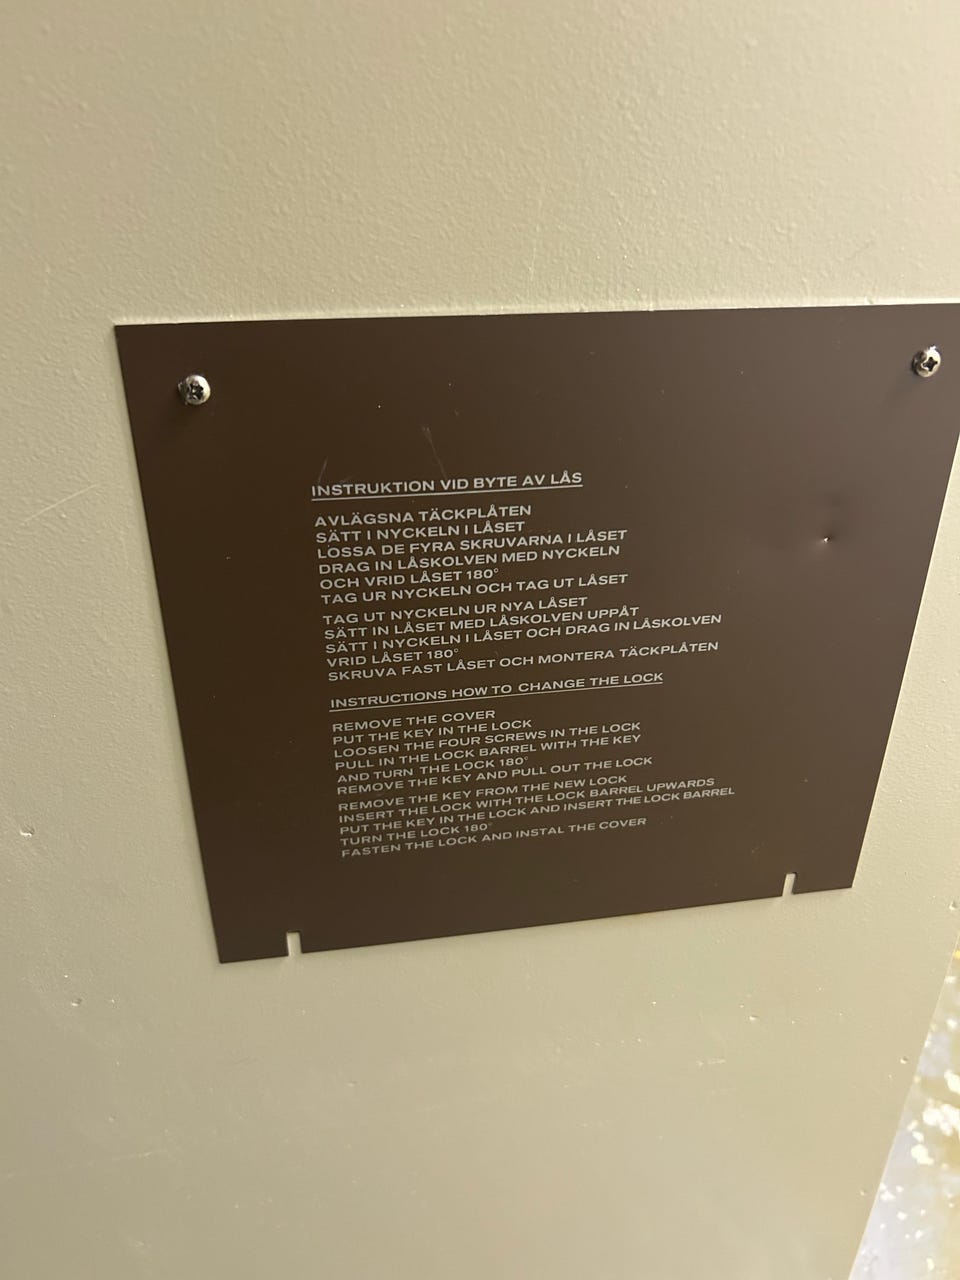 INSTRUKTION VID BYTE AV LÅS
AVLÄGSNA TÄCKPLÅTEN
SÄTT I NYCKELN I LÅSET
LOSSA DE FYRA SKRUVARNA I LÅSET
DRAG IN LÅSKOLVEN MED NYCKELN
OCH VRID LÅSET 180°
TAG UR NYCKELN OCH TAG UT LÅSET
TAG UT NYCKELN UR NYA LÅSET
SÄTT IN LÅSET MED LÅSKOLVEN UPPÅT
SÄTT I NYCKELN I LÅSET OCH DRAG IN LÅSKOLVEN
VRID LÅSET 180°
SKRUVA FAST LÅSET OCH MONTERA TÄCKPLÅTEN
INSTRUCTIONS HOW TO CHANGE THE LOCK
REMOVE THE COVER
PUT THE KEY IN THE LOCK
LOOSEN THE FOUR SCREWS IN THE LOCK
PULL IN THE LOCK BARREL WITH THE KEY
AND TURN THE LOCK 180°
REMOVE THE KEY AND PULL OUT THE LOCK
REMOVE THE KEY FROM THE NEW LOCK
INSERT THE LOCK WITH THE LOCK BARREL UPWARDS
PUT THE KEY IN THE LOCK AND INSERT THE LOCK BARREL
TURN THE LOCK 180°
FASTEN THE LOCK AND INSTAL THE COVER